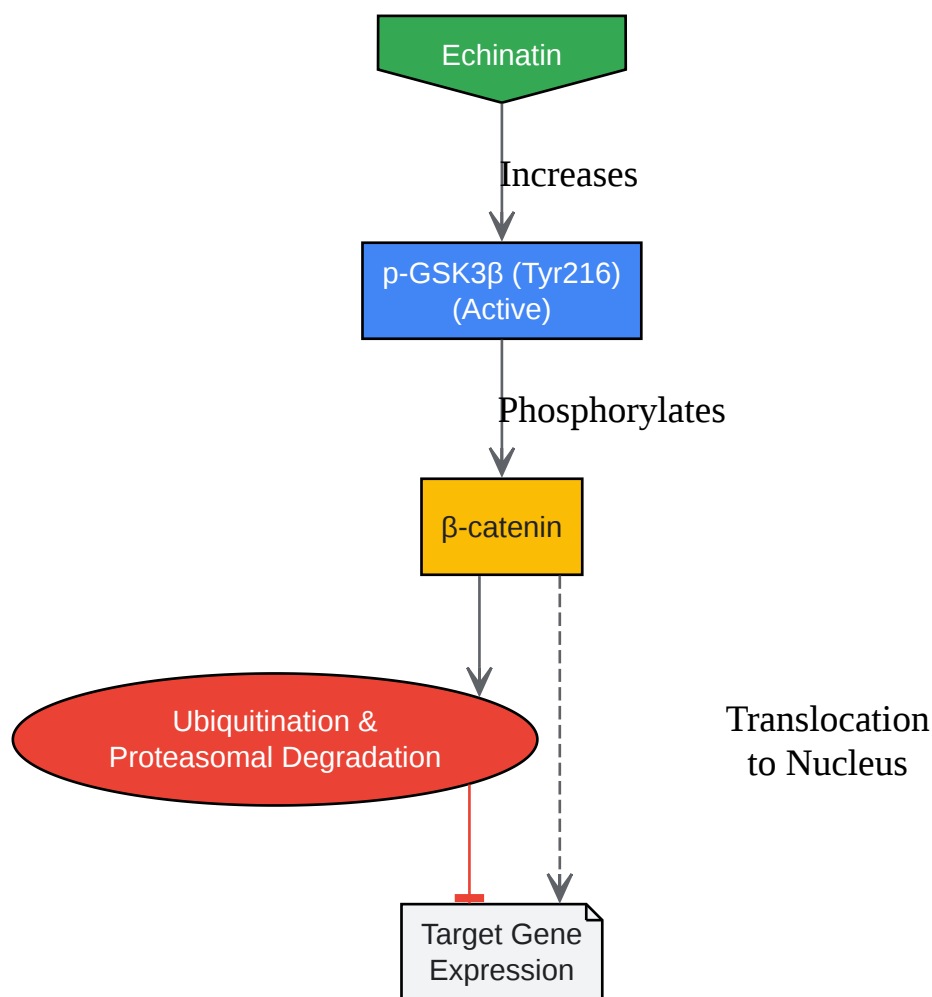 Echinatin
Increases
p-GSK3β (Tyr216)
(Active)
Phosphorylates
β-catenin
Ubiquitination &
Proteasomal Degradation
Translocation
to Nucleus
Target Gene
Expression